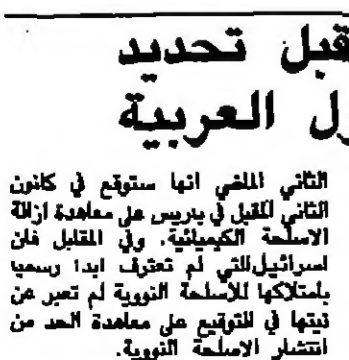 قبل تحديد
ل العربية
الثاني الماضي انها ستوقع في كانون
الثاني المقبل في بدريس على معاهدة ازالة
الاسلحة الكيميائية. وفي المقابل فان
اسرائيل التي لم تعترف ابدا رسميا
بامتلاكها للأسلحة النووية لم تعبر عن
نيتها في التوقيع على معاهدة الحد من
انتشار الاسلحة النووية.